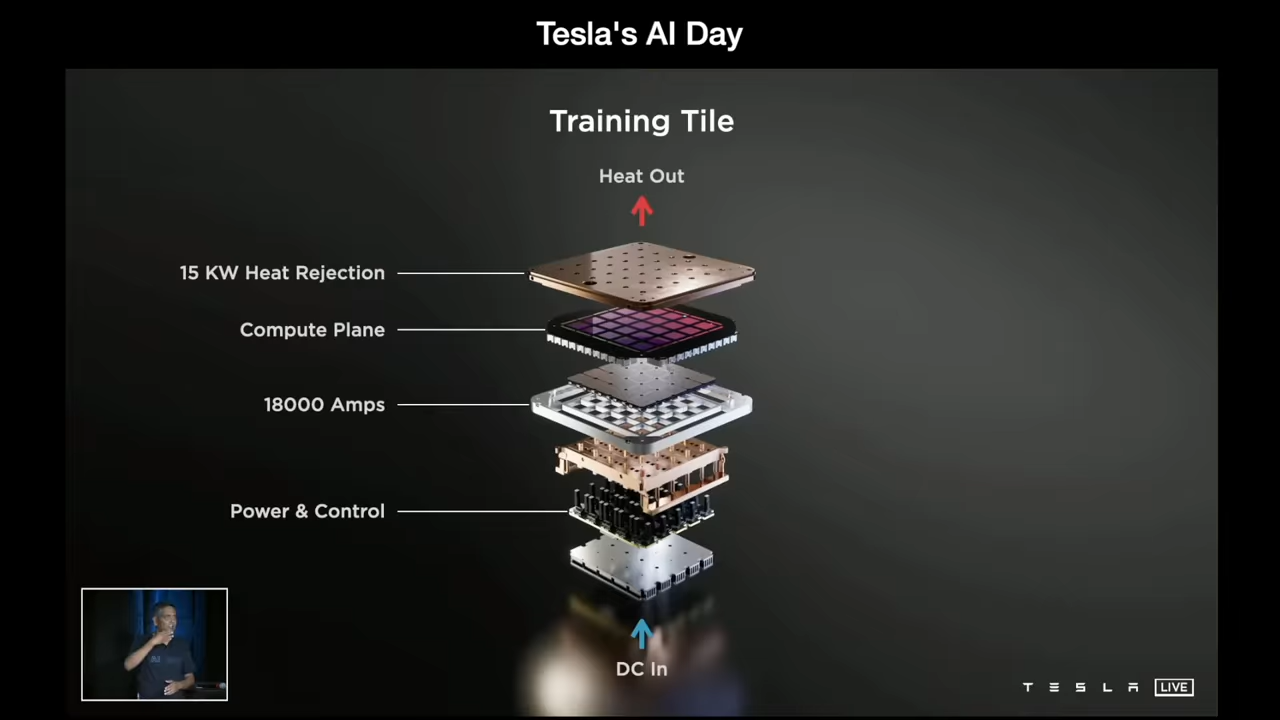 Tesla's AI Day
Training Tile
Heat Out
15 KW Heat Rejection
Compute Plane
18000 Amps
Power & Control
DC In
TESLA LIVE